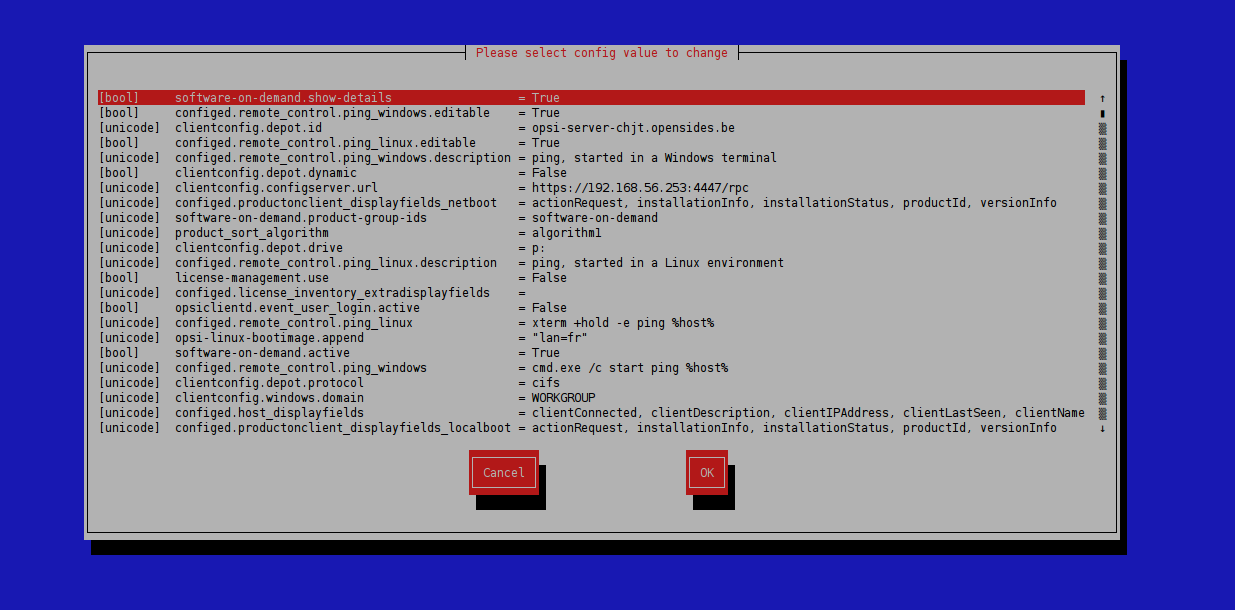 Please select config value to change
[bool] software-on-demand.show-details = True ↑
[bool] configed.remote_control.ping_windows.editable = True
[unicode] clientconfig.depot.id = opsi-server-chjt.opensides.be
[bool] configed.remote_control.ping_linux.editable = True
[unicode] configed.remote_control.ping_windows.description = ping, started in a Windows terminal
[bool] clientconfig.depot.dynamic = False
[unicode] clientconfig.configserver.url = https://192.168.56.253:4447/rpc
[unicode] configed.productonclient_displayfields_netboot = actionRequest, installationInfo, installationStatus, productId, versionInfo
[unicode] software-on-demand.product-group-ids = software-on-demand
[unicode] product_sort_algorithm = algorithm1
[unicode] clientconfig.depot.drive = p:
[unicode] configed.remote_control.ping_linux.description = ping, started in a Linux environment
[bool] license-management.use = False
[unicode] configed.license_inventory_extradisplayfields =
[bool] opsiclientd.event_user_login.active = False
[unicode] configed.remote_control.ping_linux = xterm +hold -e ping %host%
[unicode] opsi-linux-bootimage.append = "lan=fr"
[bool] software-on-demand.active = True
[unicode] configed.remote_control.ping_windows = cmd.exe /c start ping %host%
[unicode] clientconfig.depot.protocol = cifs
[unicode] clientconfig.windows.domain = WORKGROUP
[unicode] configed.host_displayfields = clientConnected, clientDescription, clientIPAddress, clientLastSeen, clientName
[unicode] configed.productonclient_displayfields_localboot = actionRequest, installationInfo, installationStatus, productId, versionInfo ↓
Cancel OK